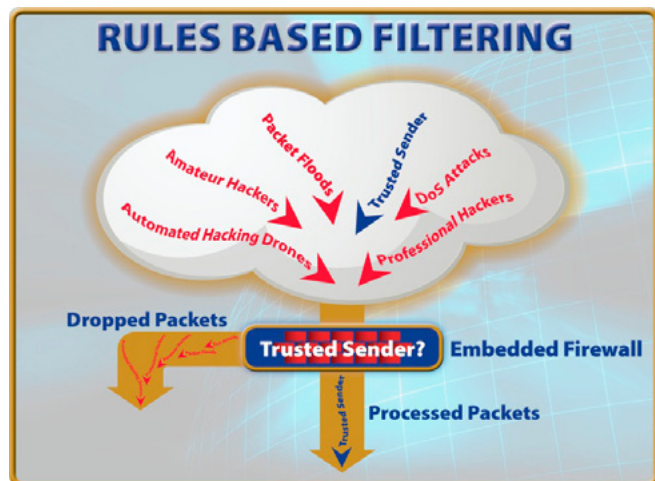 RULES BASED FILTERING
Packet Floods
Trusted Sender
Amateur Hackers
DoS Attacks
Automated Hacking Drones
Professional Hackers
Dropped Packets
Trusted Sender?
Embedded Firewall
Trusted Sender
Processed Packets